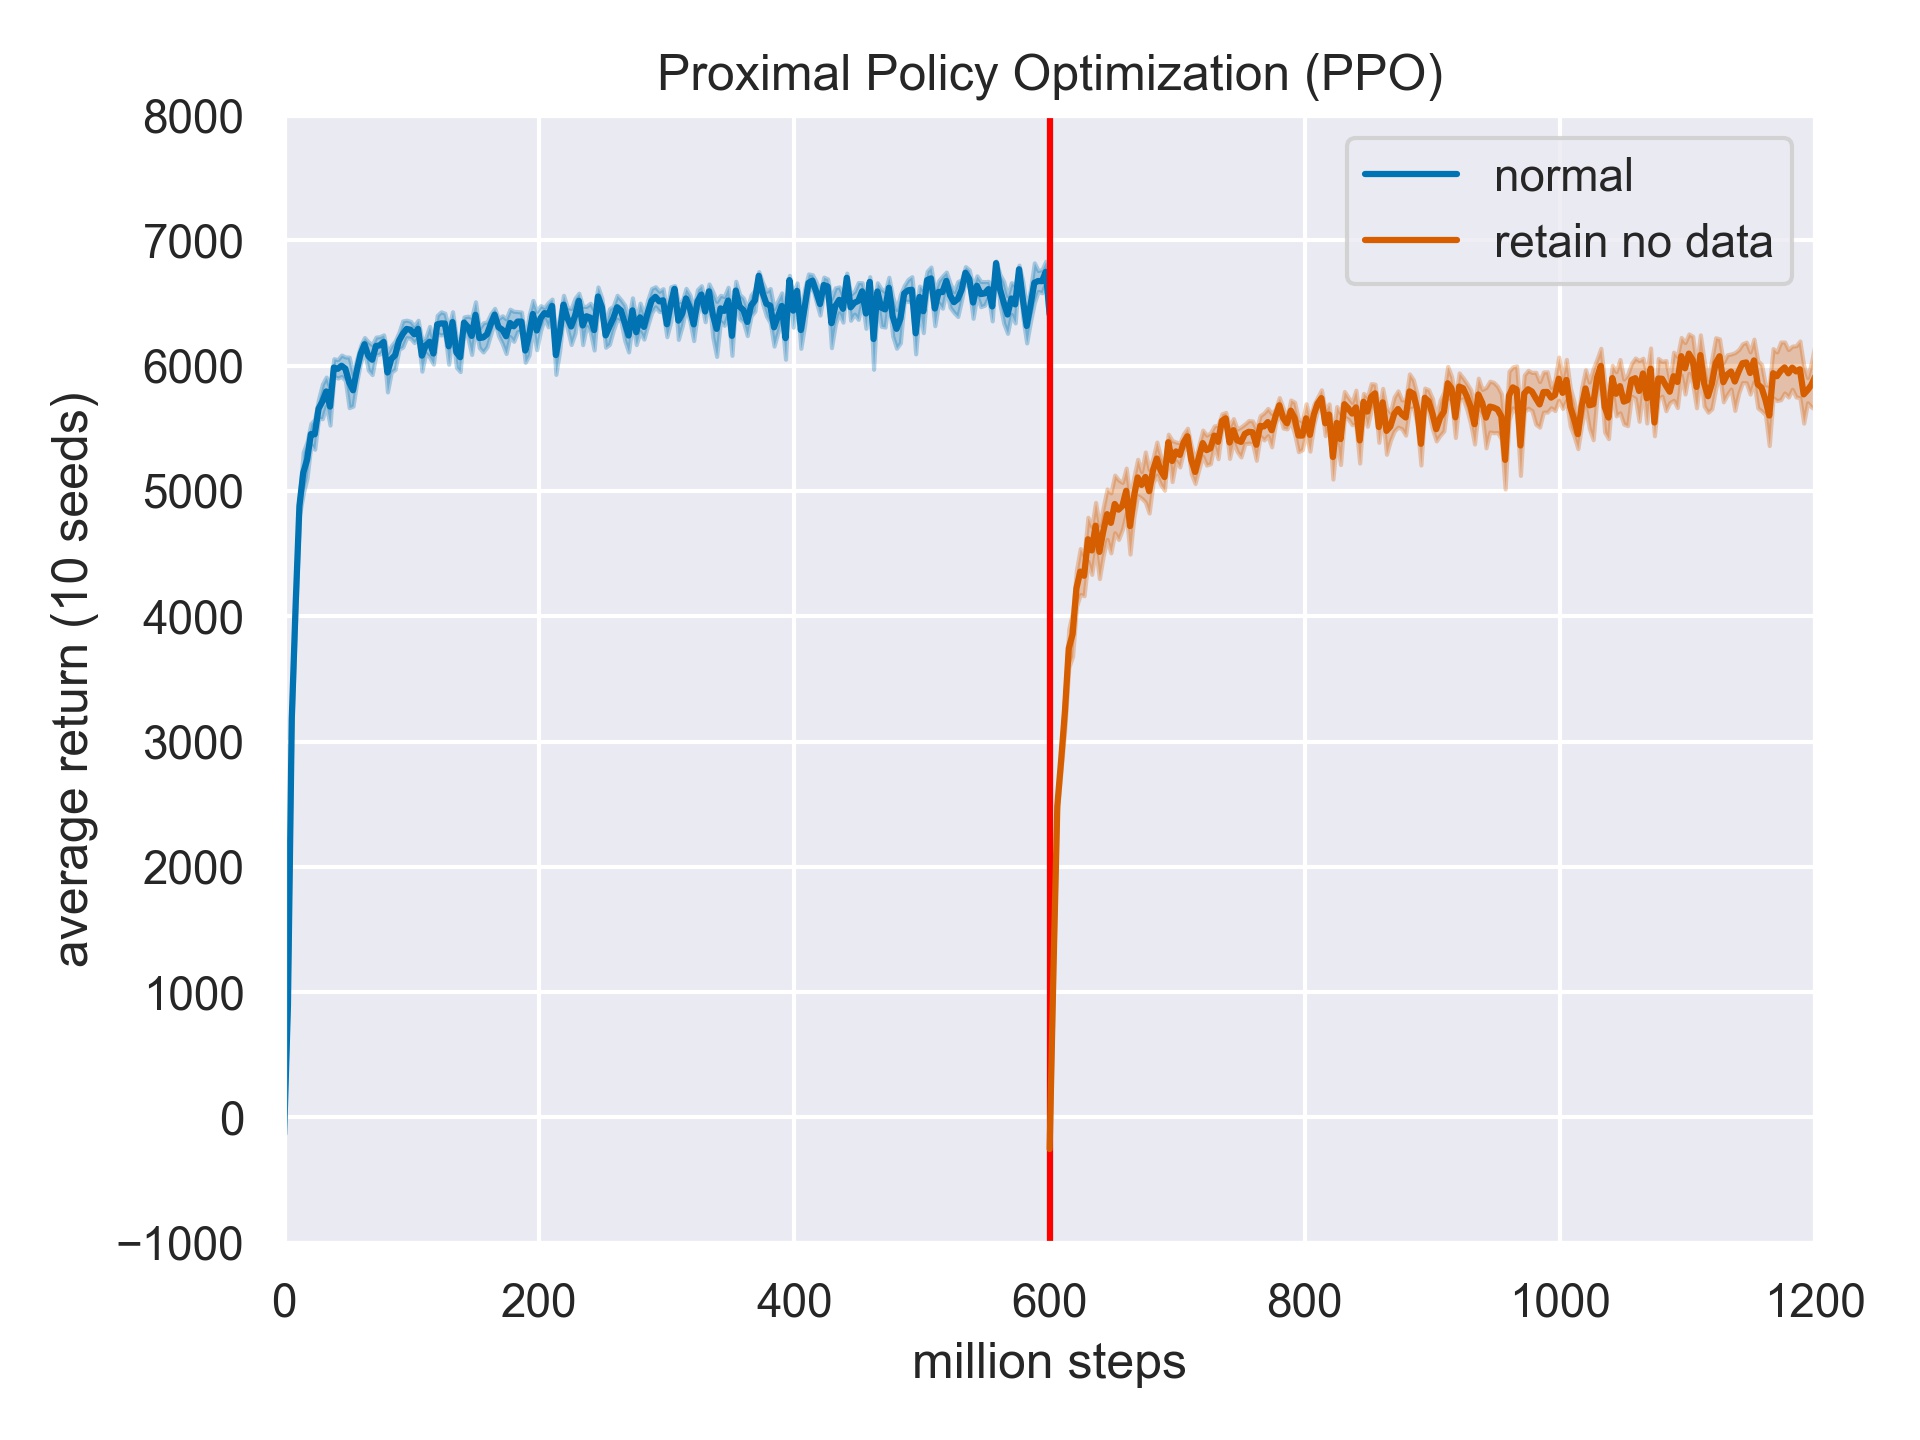 Proximal Policy Optimization (PPO)
8000
7000
6000
5000
4000
3000
2000
1000
0
−1000
average return (10 seeds)
normal
retain no data
0 200 400 600 800 1000 1200
million steps